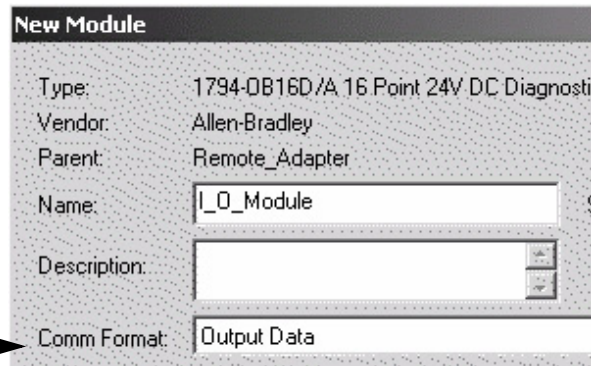 New Module
Type: 1794-OB16D/A 16 Point 24V DC Diagnosti
Vendor: Allen-Bradley
Parent: Remote_Adapter
Name: I_O_Module
Description:
Comm Format: Output Data